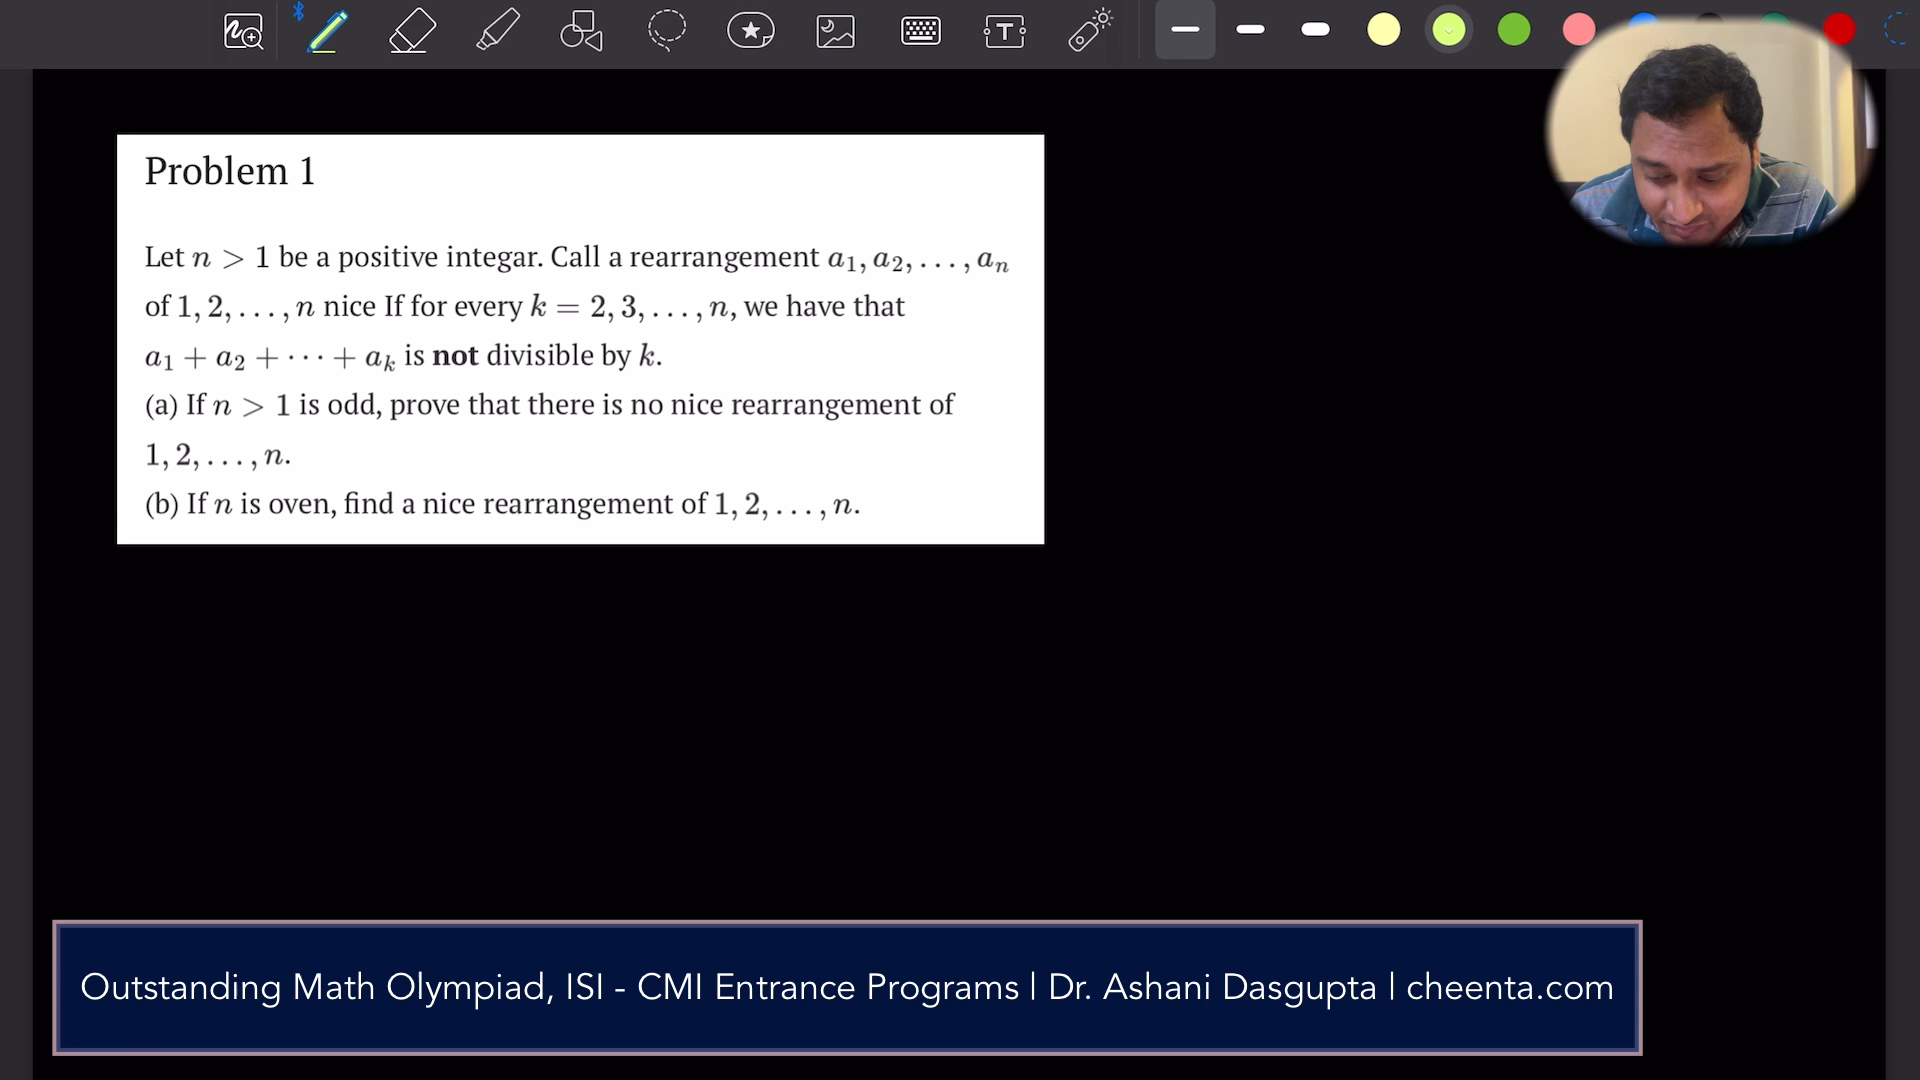 Problem 1
Let n > 1 be a positive integar. Call a rearrangement a₁, a₂, . . . , aₙ
of 1, 2, . . . , n nice If for every k = 2, 3, . . . , n, we have that
a₁ + a₂ + · · · + aₖ is not divisible by k.
(a) If n > 1 is odd, prove that there is no nice rearrangement of
1, 2, . . . , n.
(b) If n is oven, find a nice rearrangement of 1, 2, . . . , n.
Outstanding Math Olympiad, ISI - CMI Entrance Programs | Dr. Ashani Dasgupta | cheenta.com